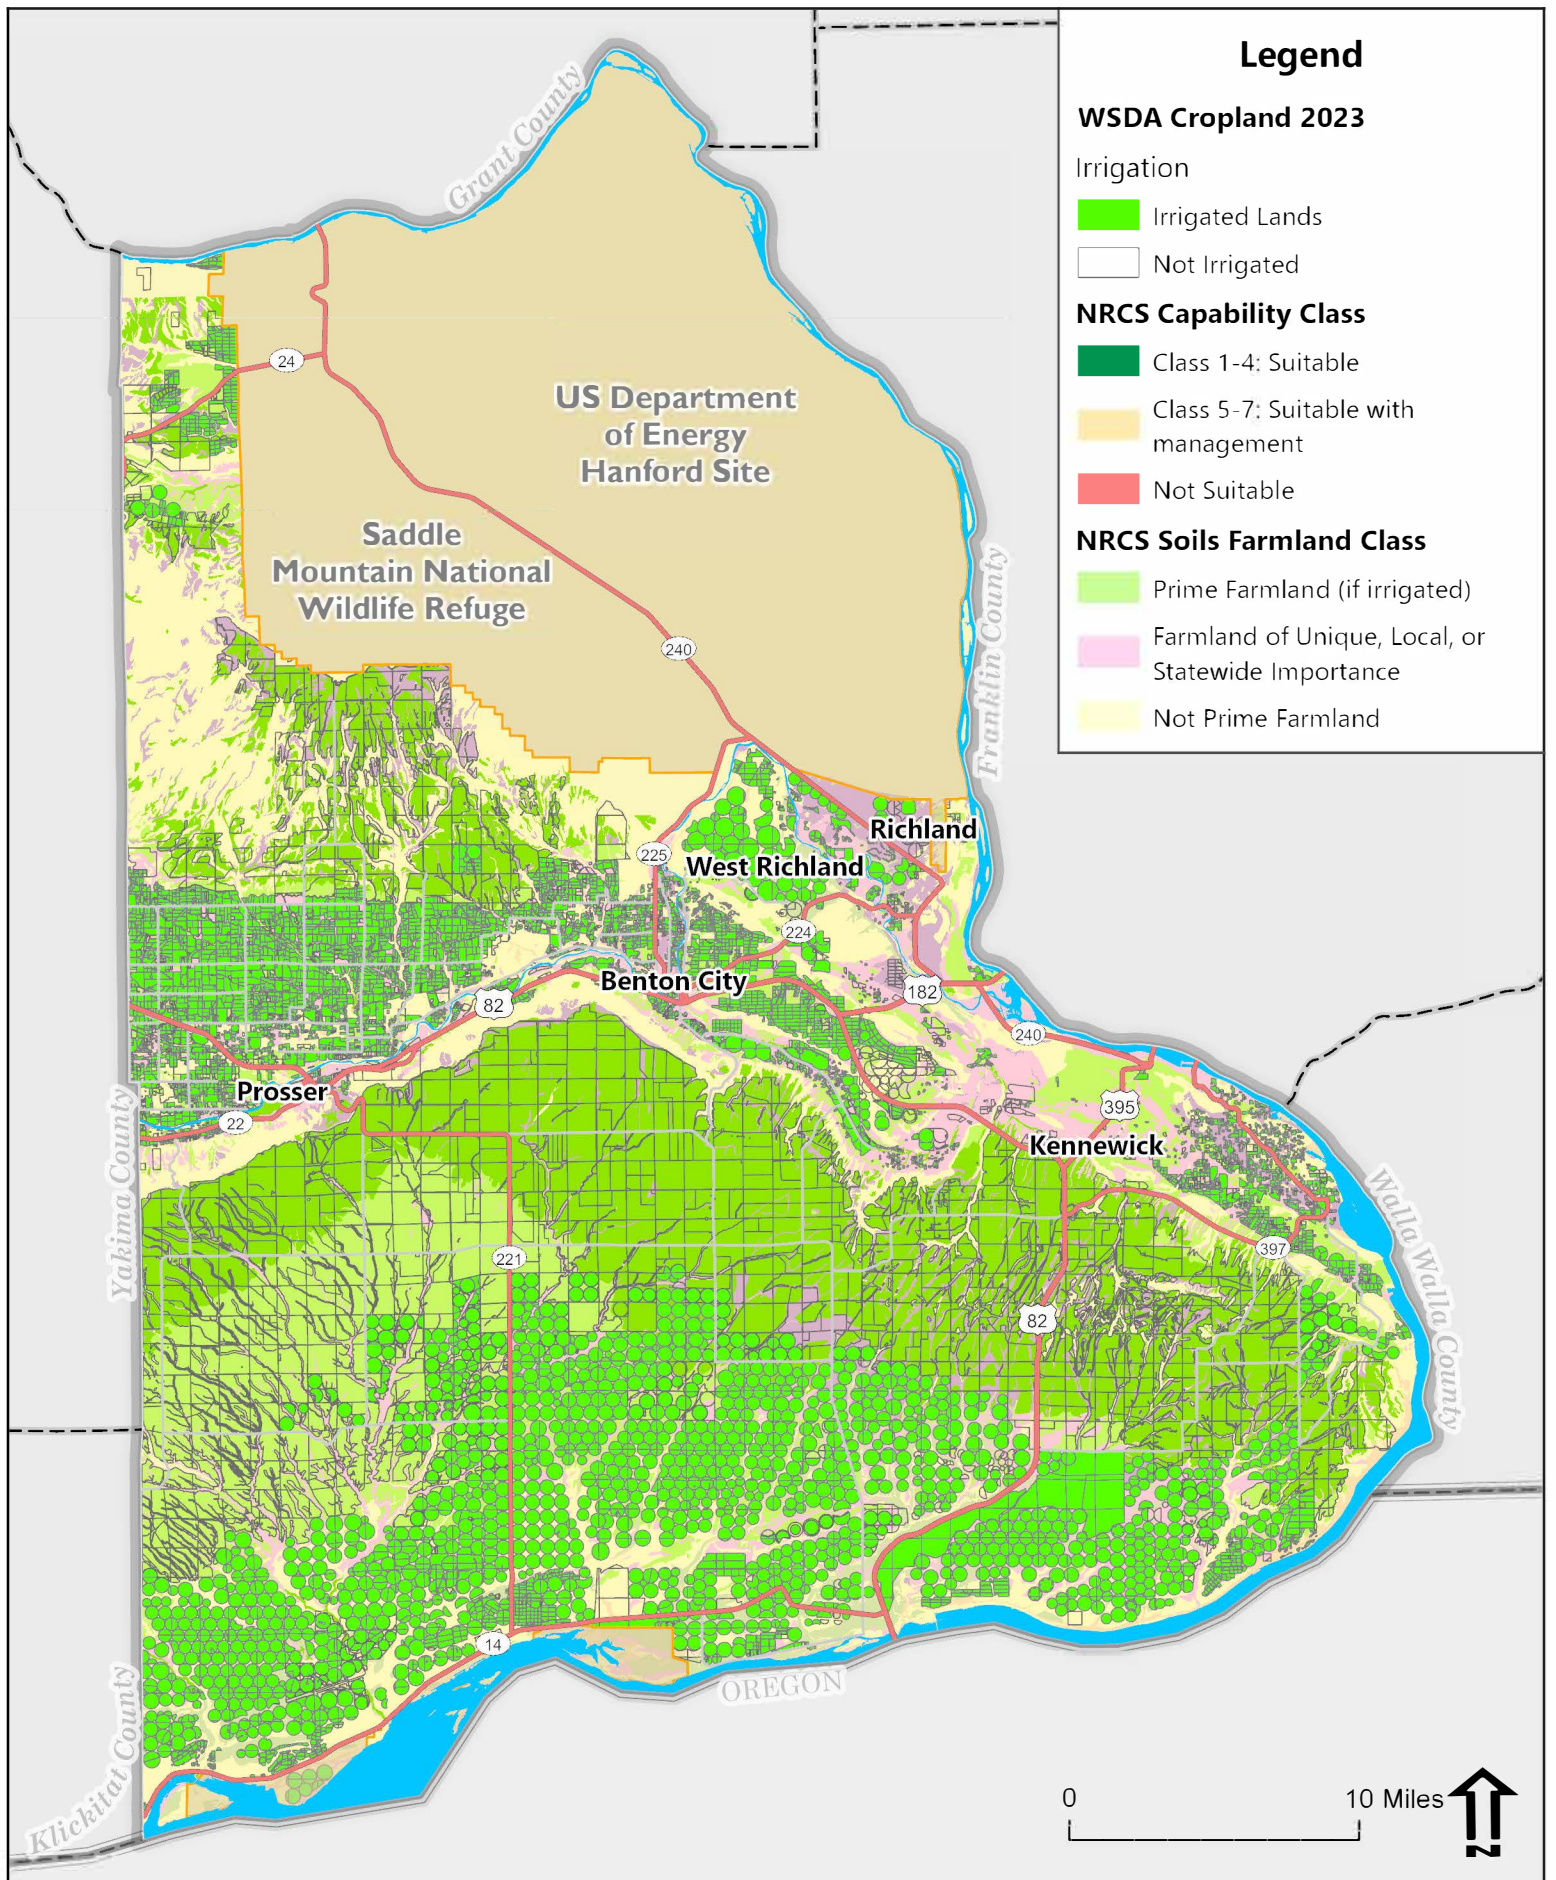 Legend
WSDA Cropland 2023
Irrigation
Irrigated Lands
Not Irrigated
NRCS Capability Class
Class 1-4: Suitable
Class 5-7: Suitable with
management
Not Suitable
NRCS Soils Farmland Class
Prime Farmland (if irrigated)
Farmland of Unique, Local, or
Statewide Importance
Not Prime Farmland
Grant County
24
US Department
of Energy
Hanford Site
Saddle
Mountain National
Wildlife Refuge
240
Franklin County
Richland
225
West Richland
224
Benton City
182
82
240
Prosser
395
22
Kennewick
Yakima County
Walla Walla County
221
397
82
14
OREGON
Klickitat County
0
10 Miles
N